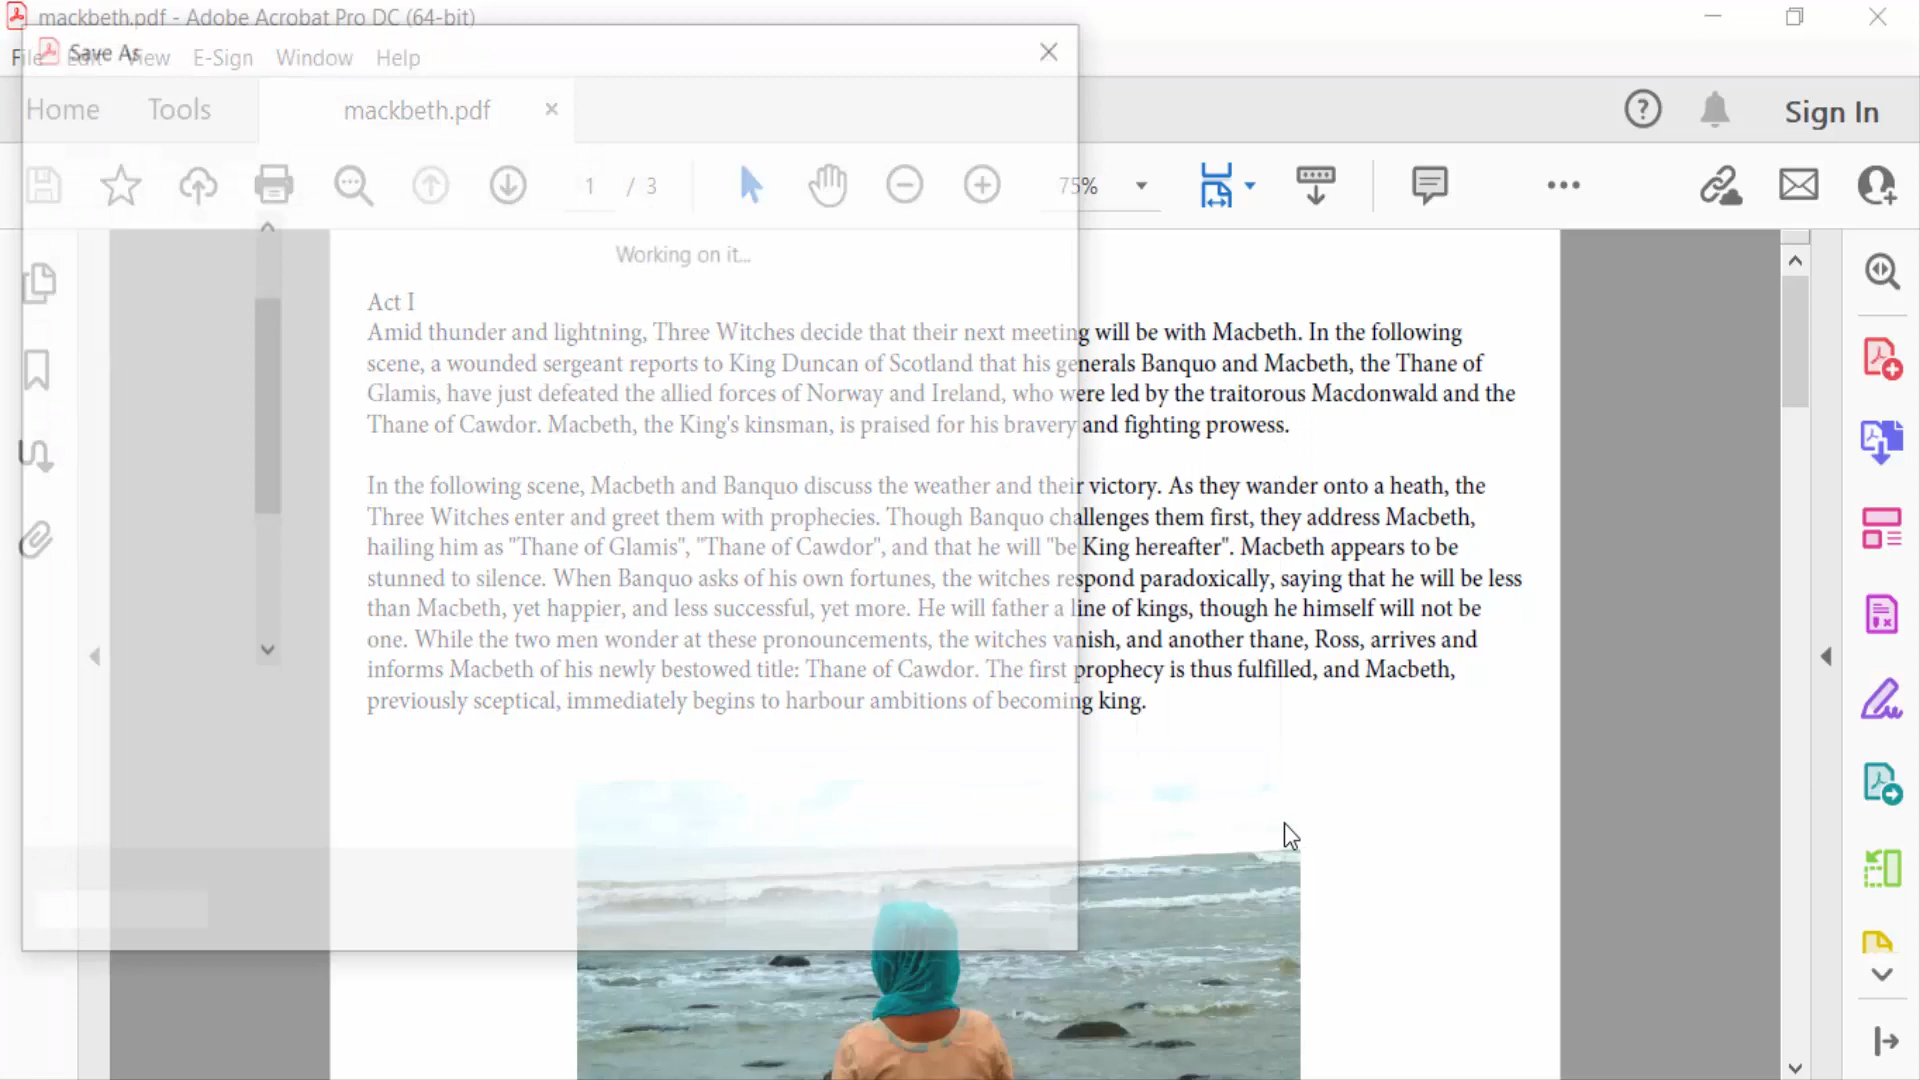 mackbeth.pdf - Adobe Acrobat Pro DC (64-bit)
Save As
File Edit View E-Sign Window Help
Home Tools mackbeth.pdf
Sign In
1 / 3
75%
Working on it...
Act I
Amid thunder and lightning, Three Witches decide that their next meeting will be with Macbeth. In the following
scene, a wounded sergeant reports to King Duncan of Scotland that his generals Banquo and Macbeth, the Thane of
Glamis, have just defeated the allied forces of Norway and Ireland, who were led by the traitorous Macdonwald and the
Thane of Cawdor. Macbeth, the King's kinsman, is praised for his bravery and fighting prowess.
In the following scene, Macbeth and Banquo discuss the weather and their victory. As they wander onto a heath, the
Three Witches enter and greet them with prophecies. Though Banquo challenges them first, they address Macbeth,
hailing him as "Thane of Glamis", "Thane of Cawdor", and that he will "be King hereafter". Macbeth appears to be
stunned to silence. When Banquo asks of his own fortunes, the witches respond paradoxically, saying that he will be less
than Macbeth, yet happier, and less successful, yet more. He will father a line of kings, though he himself will not be
one. While the two men wonder at these pronouncements, the witches vanish, and another thane, Ross, arrives and
informs Macbeth of his newly bestowed title: Thane of Cawdor. The first prophecy is thus fulfilled, and Macbeth,
previously sceptical, immediately begins to harbour ambitions of becoming king.